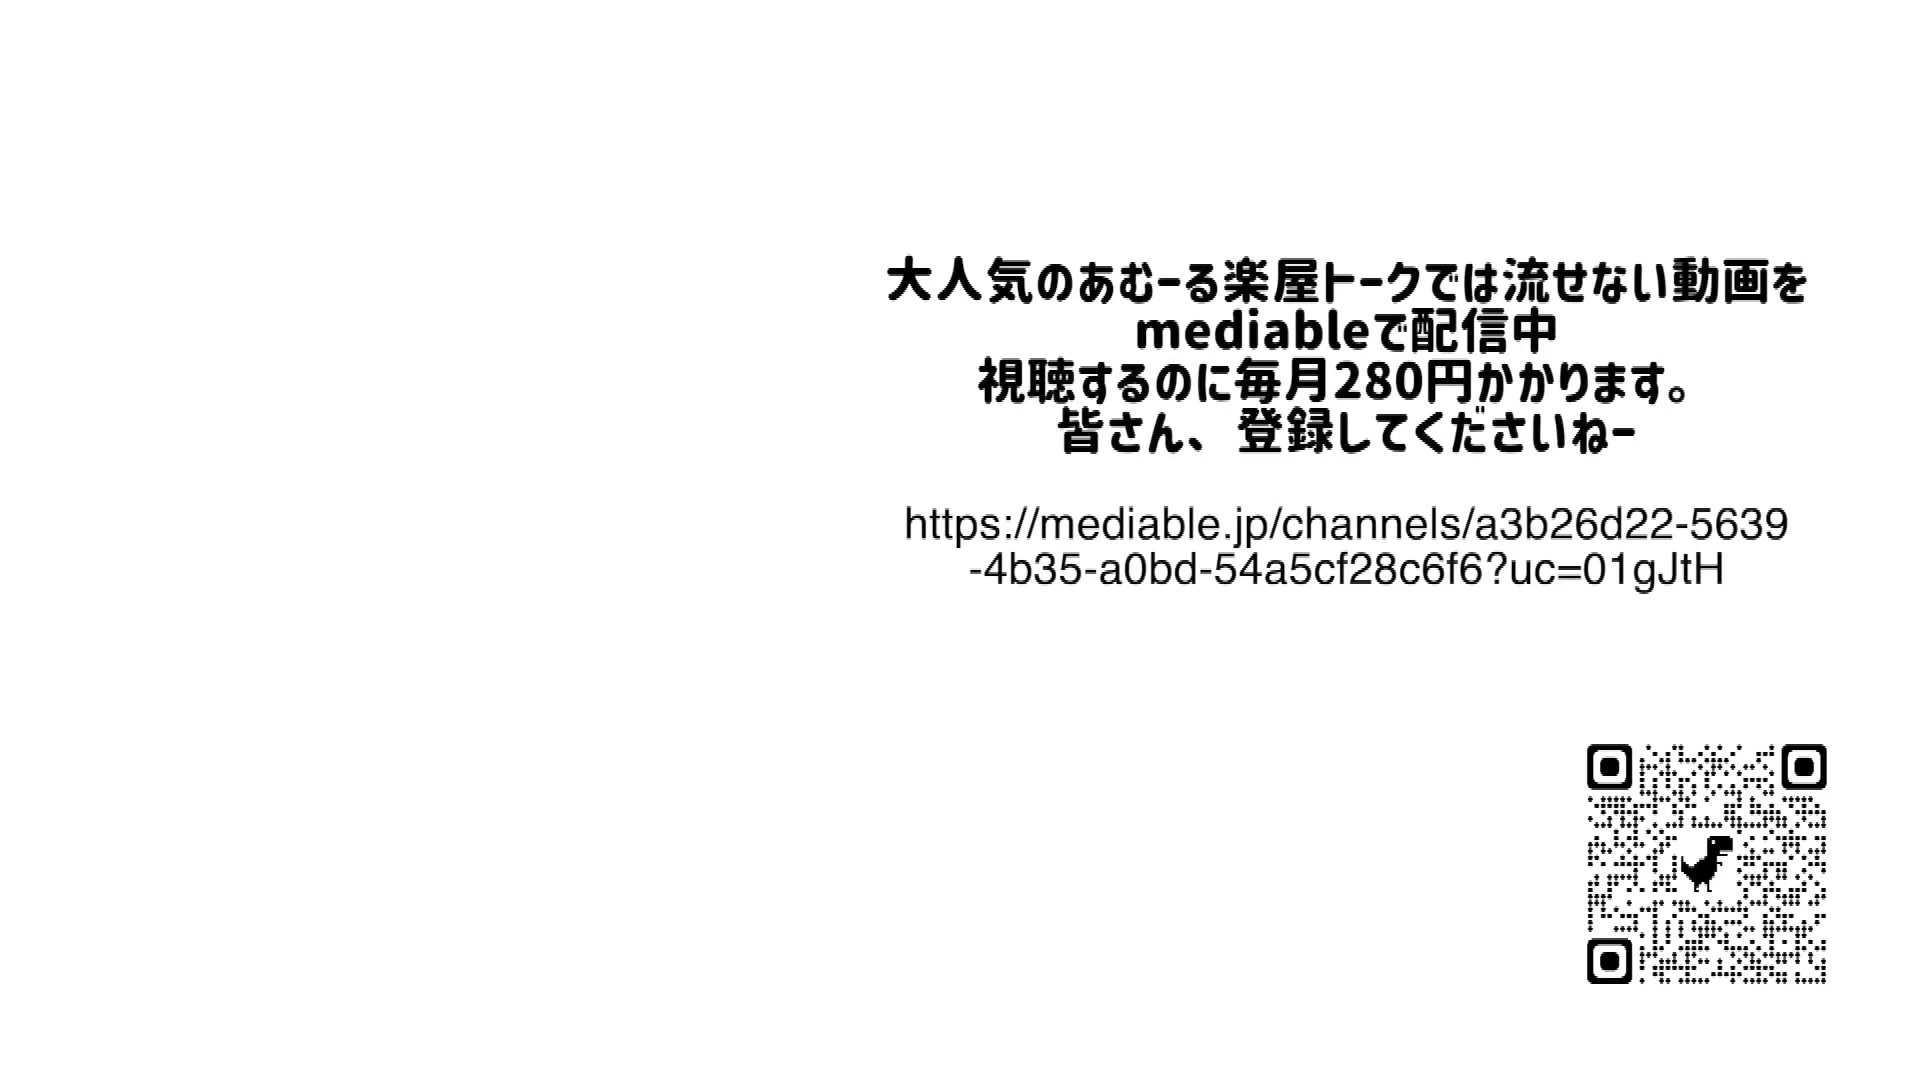 大人気のあむーる楽屋トークでは流せない動画を
mediableで配信中
視聴するのに毎月280円かかります。
皆さん、登録してくださいねー
https://mediable.jp/channels/a3b26d22-5639
-4b35-a0bd-54a5cf28c6f6?uc=01gJtH